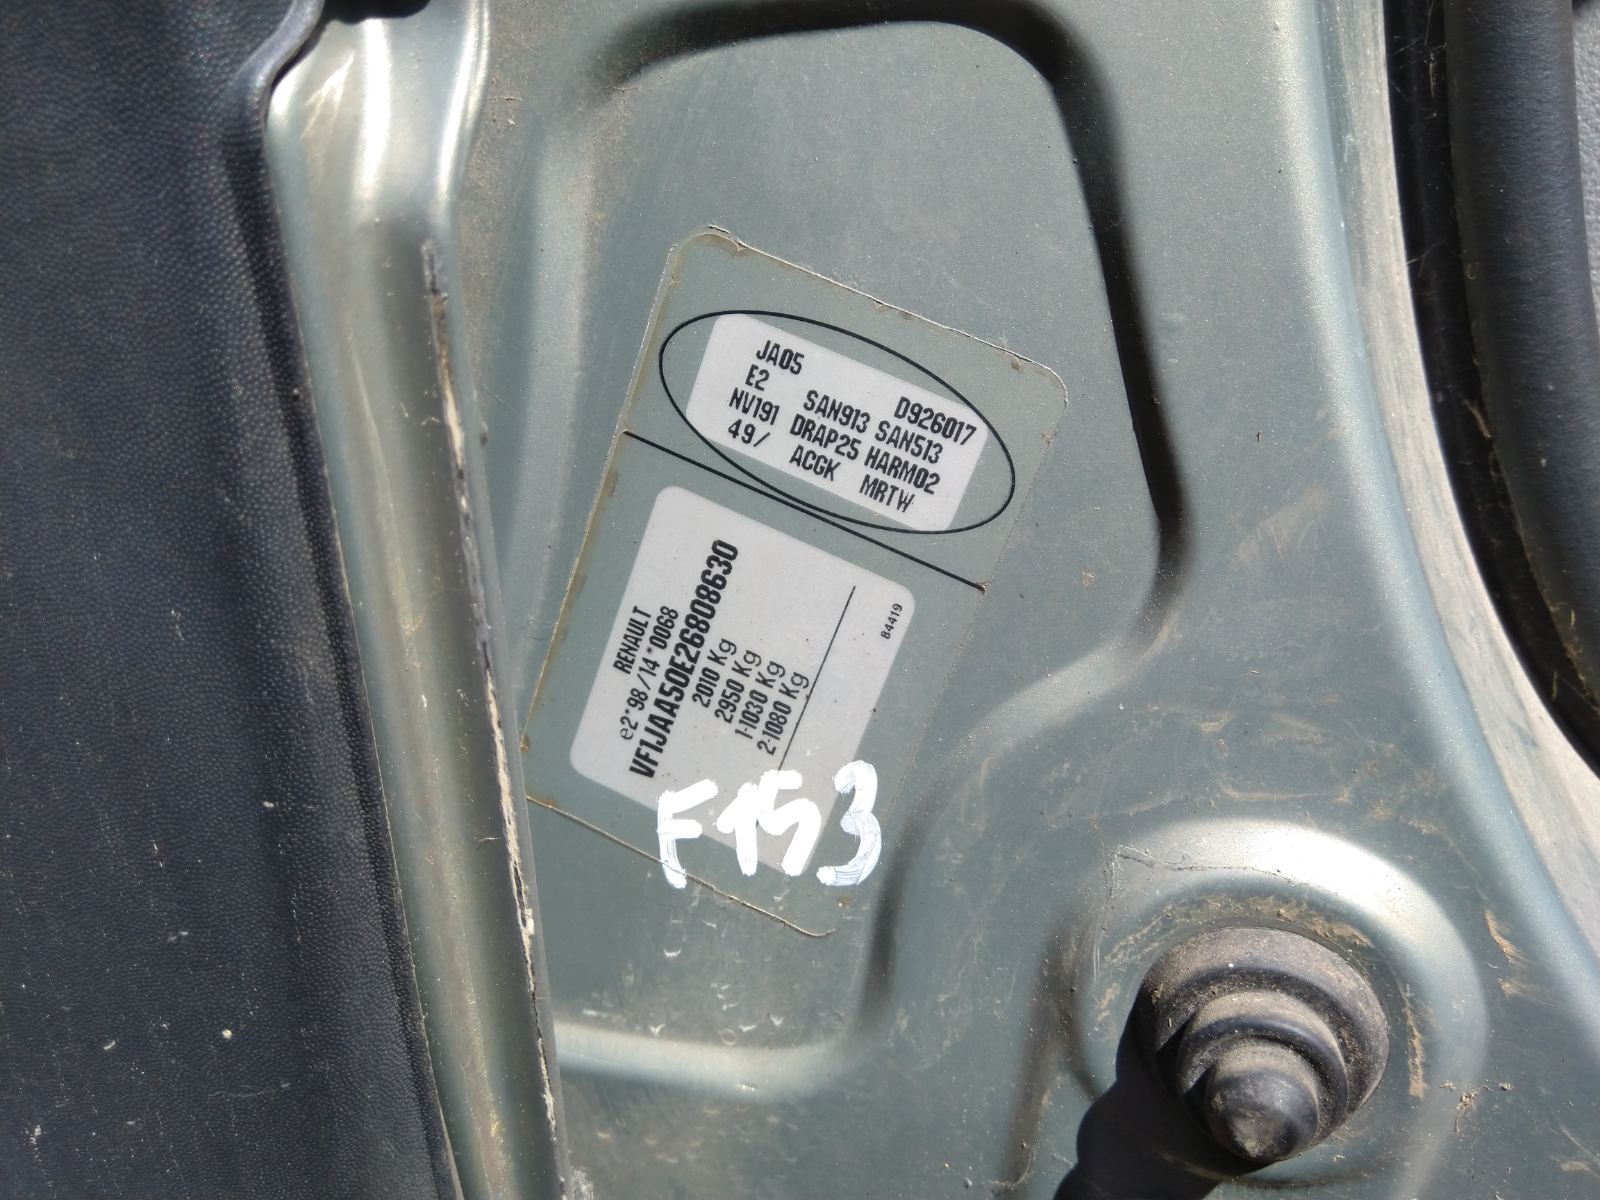 JA05 D926017
E2 SAN913 SAN513
NV191 DRAP25 HARM02
49/ ACGK MRTW
RENAULT
e2*98/14*0068
VF1JAA50E26808630
2010 Kg
2950 Kg
1-1030 Kg
2-1080 Kg
84419
F153